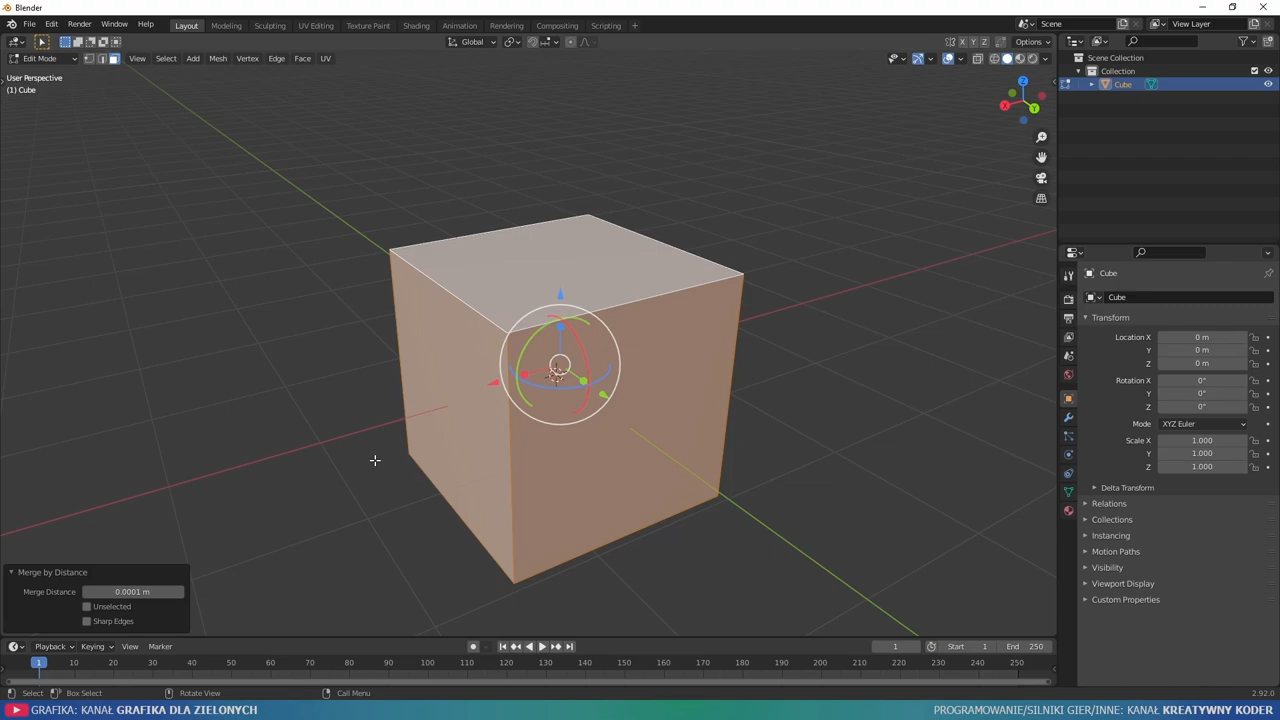 Blender
File Edit Render Window Help Layout Modeling Sculpting UV Editing Texture Paint Shading Animation Rendering Compositing Scripting + Scene View Layer
Global X Y Z Options
Edit Mode View Select Add Mesh Vertex Edge Face UV
User Perspective
(1) Cube
Z
X Y
Scene Collection
Collection
Cube
Cube
Cube
Transform
Location X 0 m
Y 0 m
Z 0 m
Rotation X 0°
Y 0°
Z 0°
Mode XYZ Euler
Scale X 1.000
Y 1.000
Z 1.000
Delta Transform
Relations
Collections
Instancing
Motion Paths
Visibility
Viewport Display
Custom Properties
Merge by Distance
Merge Distance 0.0001 m
Unselected
Sharp Edges
Playback Keying View Marker 1 Start 1 End 250
1 10 20 30 40 50 60 70 80 90 100 110 120 130 140 150 160 170 180 190 200 210 220 230 240 250
Select Box Select Rotate View Call Menu 2.92.0
GRAFIKA: KANAŁ GRAFIKA DLA ZIELONYCH PROGRAMOWANIE/SILNIKI GIER/INNE: KANAŁ KREATYWNY KODER